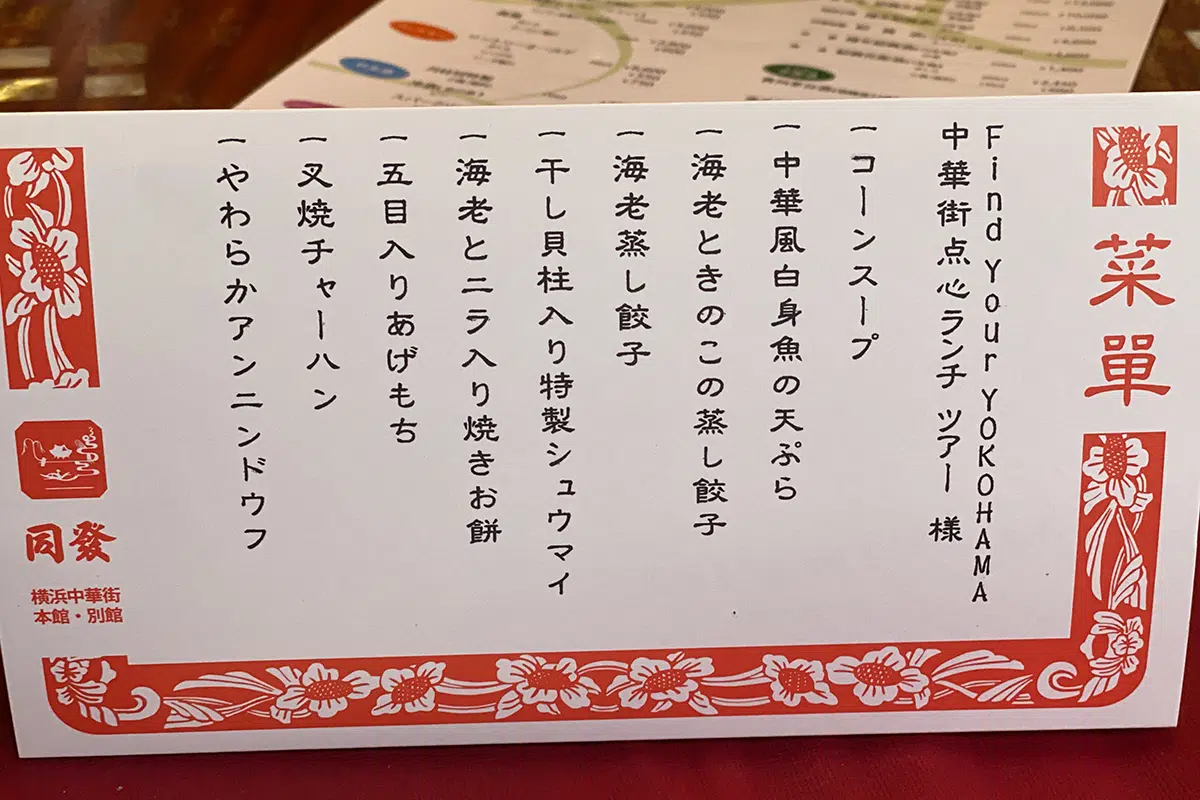 菜單
Find Your YOKOHAMA
中華街点心ランチ ツアー 様
一コーンスープ
一中華風白身魚の天ぷら
一海老ときのこの蒸し餃子
一海老蒸し餃子
一干し貝柱入り特製シュウマイ
一海老とニラ入り焼きお餅
一五目入りあげもち
一叉焼チャーハン
一やわらかアンニンドウフ
同發
横浜中華街
本館・別館